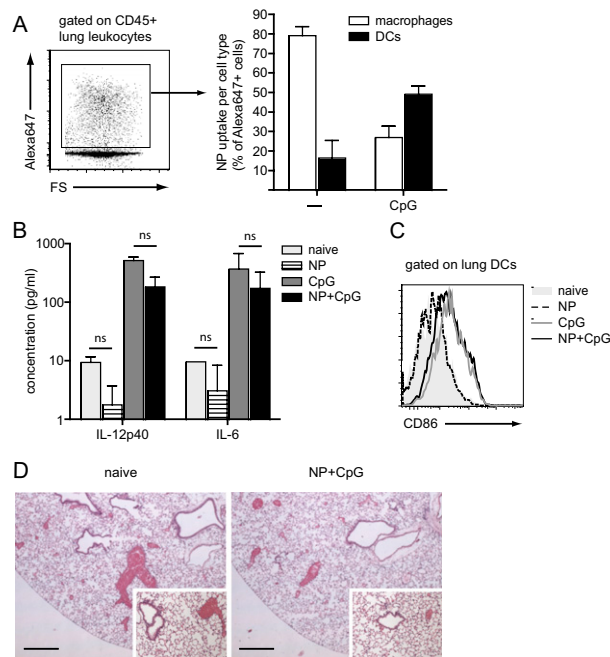 A
gated on CD45+
lung leukocytes
Alexa647
FS
NP uptake per cell type
(% of Alexa647+ cells)
90
80
70
60
50
40
30
20
10
0
macrophages
DCs
–
CpG
B
concentration (pg/ml)
1000
100
10
1
ns
ns
ns
ns
naive
NP
CpG
NP+CpG
IL-12p40
IL-6
C
gated on lung DCs
naive
NP
CpG
NP+CpG
CD86
D
naive
NP+CpG